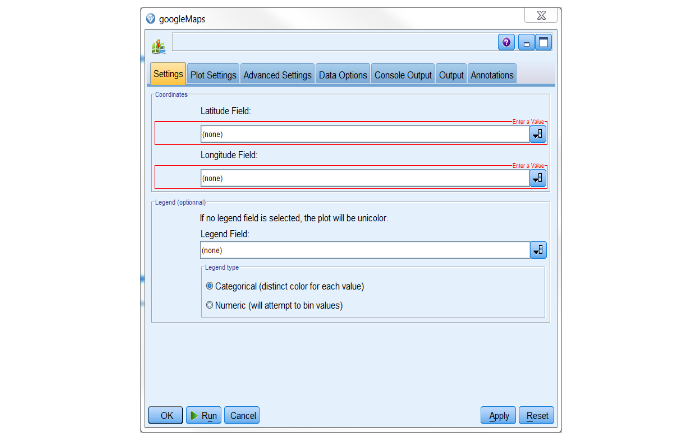 googleMaps
Settings Plot Settings Advanced Settings Data Options Console Output Output Annotations
Coordinates
Latitude Field:
Enter a Value
(none)
Longitude Field:
Enter a Value
(none)
Legend (optionnal)
If no legend field is selected, the plot will be unicolor.
Legend Field:
(none)
Legend type
Categorical (distinct color for each value)
Numeric (will attempt to bin values)
OK Run Cancel Apply Reset